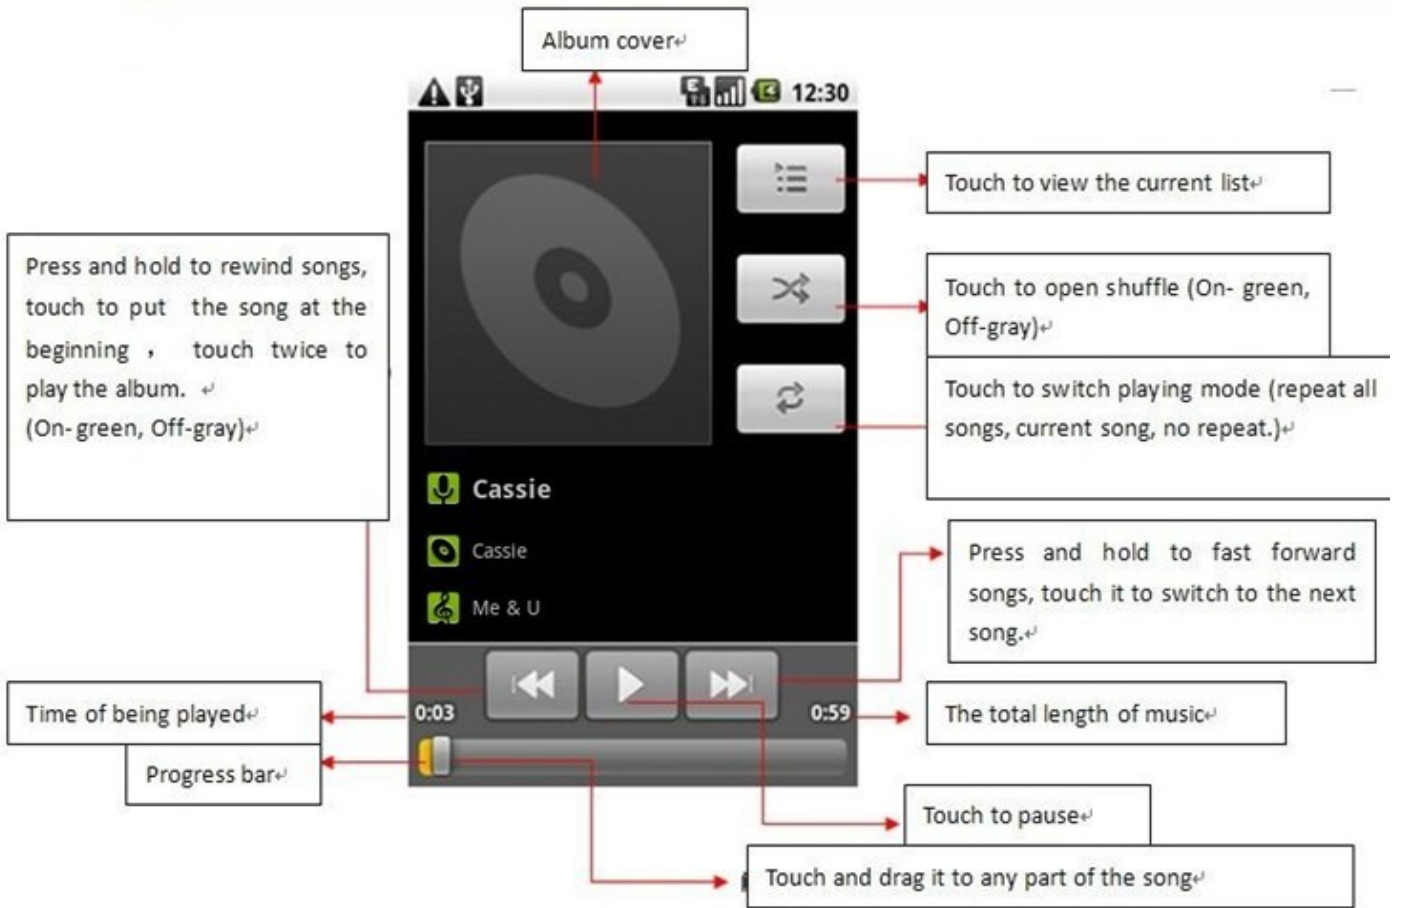 Album cover
12:30
Touch to view the current list
Press and hold to rewind songs,
touch to put the song at the
beginning , touch twice to
play the album.
(On-green, Off-gray)
Touch to open shuffle (On- green,
Off-gray)
Touch to switch playing mode (repeat all
songs, current song, no repeat.)
Cassie
Cassie
Me & U
Press and hold to fast forward
songs, touch it to switch to the next
song.
Time of being played
0:03
0:59
The total length of music
Progress bar
Touch to pause
Touch and drag it to any part of the song